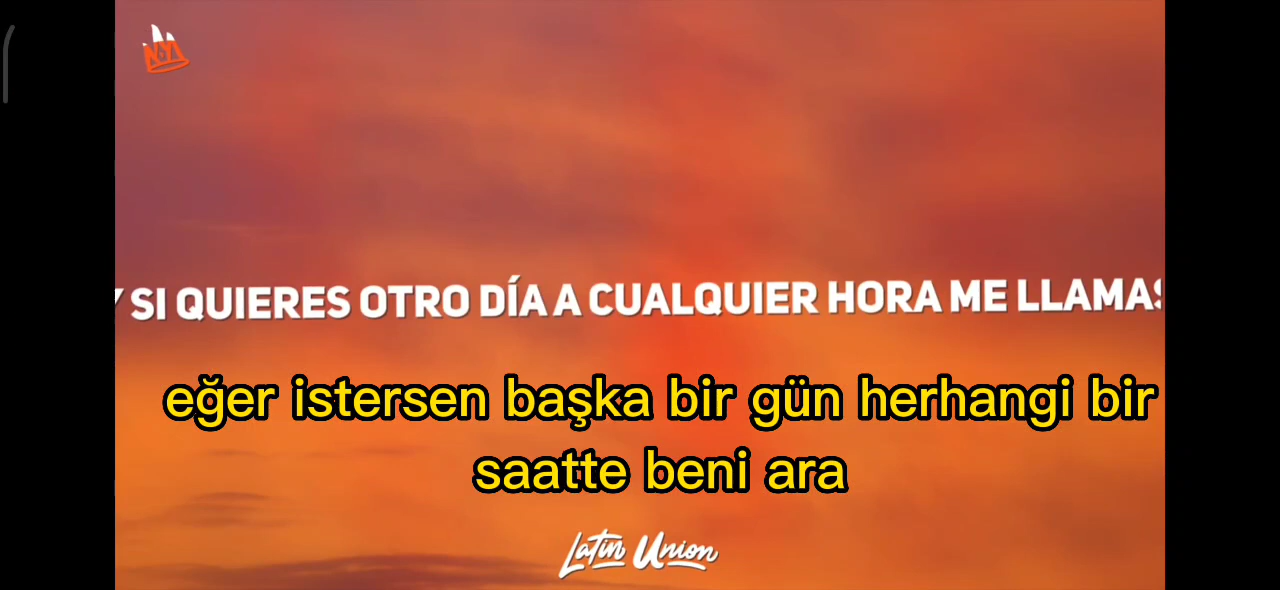 Y SI QUIERES OTRO DÍA A CUALQUIER HORA ME LLAMAS
eğer istersen başka bir gün herhangi bir
saatte beni ara
Latin Union